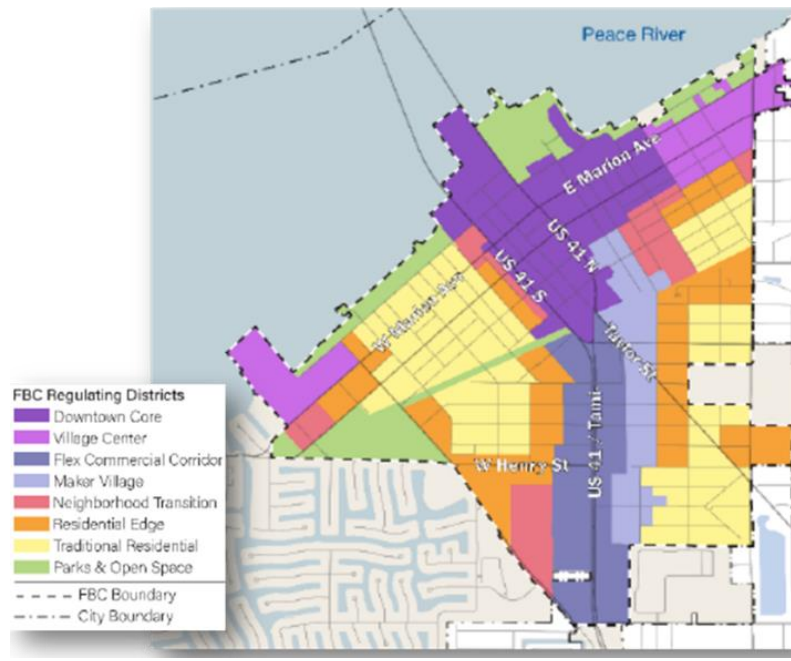 Peace River
E Marion Ave
US 41 N
US 41 S
W Marion Ave
Taylor St
US 41 / Tami-
W Henry St
FBC Regulating Districts
Downtown Core
Village Center
Flex Commercial Corridor
Maker Village
Neighborhood Transition
Residential Edge
Traditional Residential
Parks & Open Space
FBC Boundary
City Boundary